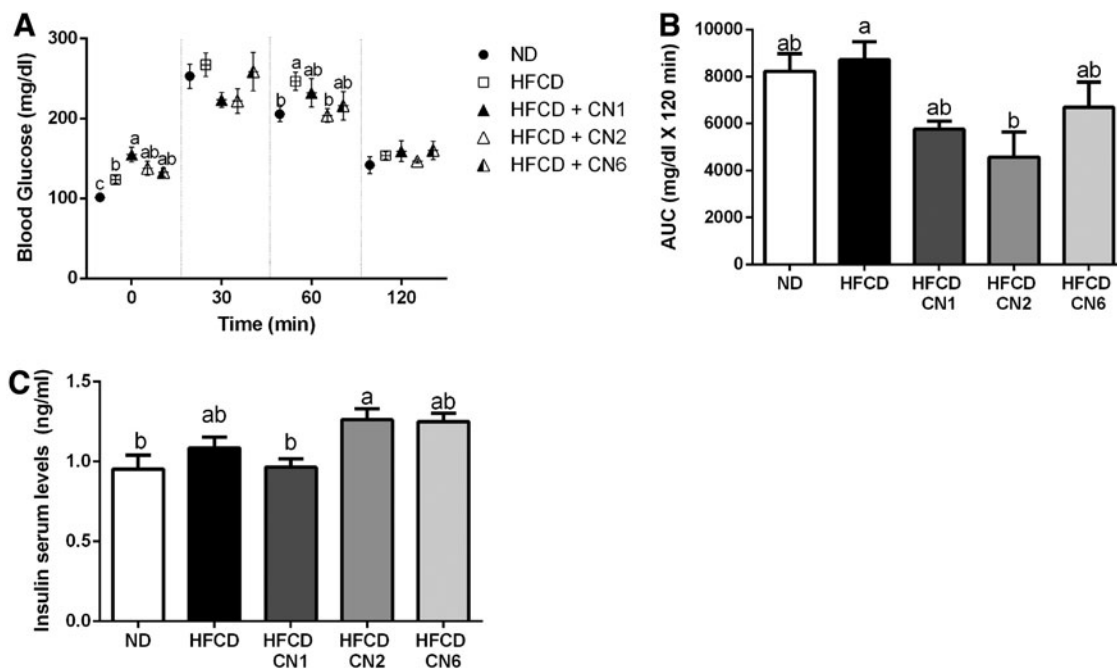 A
Blood Glucose (mg/dl)
300
200
100
0
c
b
a
ab
ab
b
a
ab
b
ab
0
30
60
120
Time (min)
ND
HFCD
HFCD + CN1
HFCD + CN2
HFCD + CN6
B
AUC (mg/dl X 120 min)
10000
8000
6000
4000
2000
0
ab
a
ab
b
ab
ND
HFCD
HFCD
CN1
HFCD
CN2
HFCD
CN6
C
Insulin serum levels (ng/ml)
1.5
1.0
0.5
0.0
b
ab
b
a
ab
ND
HFCD
HFCD
CN1
HFCD
CN2
HFCD
CN6